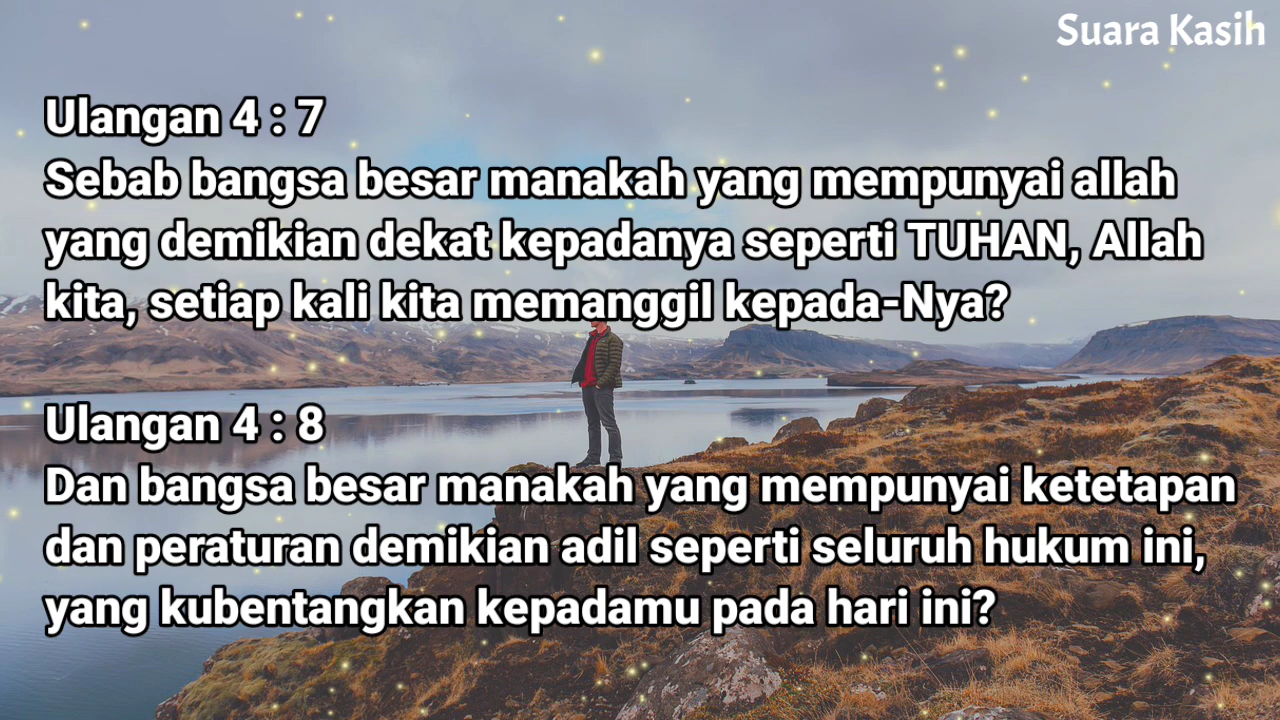 Suara Kasih
Ulangan 4 : 7
Sebab bangsa besar manakah yang mempunyai allah
yang demikian dekat kepadanya seperti TUHAN, Allah
kita, setiap kali kita memanggil kepada-Nya?
Ulangan 4 : 8
Dan bangsa besar manakah yang mempunyai ketetapan
dan peraturan demikian adil seperti seluruh hukum ini,
yang kubentangkan kepadamu pada hari ini?